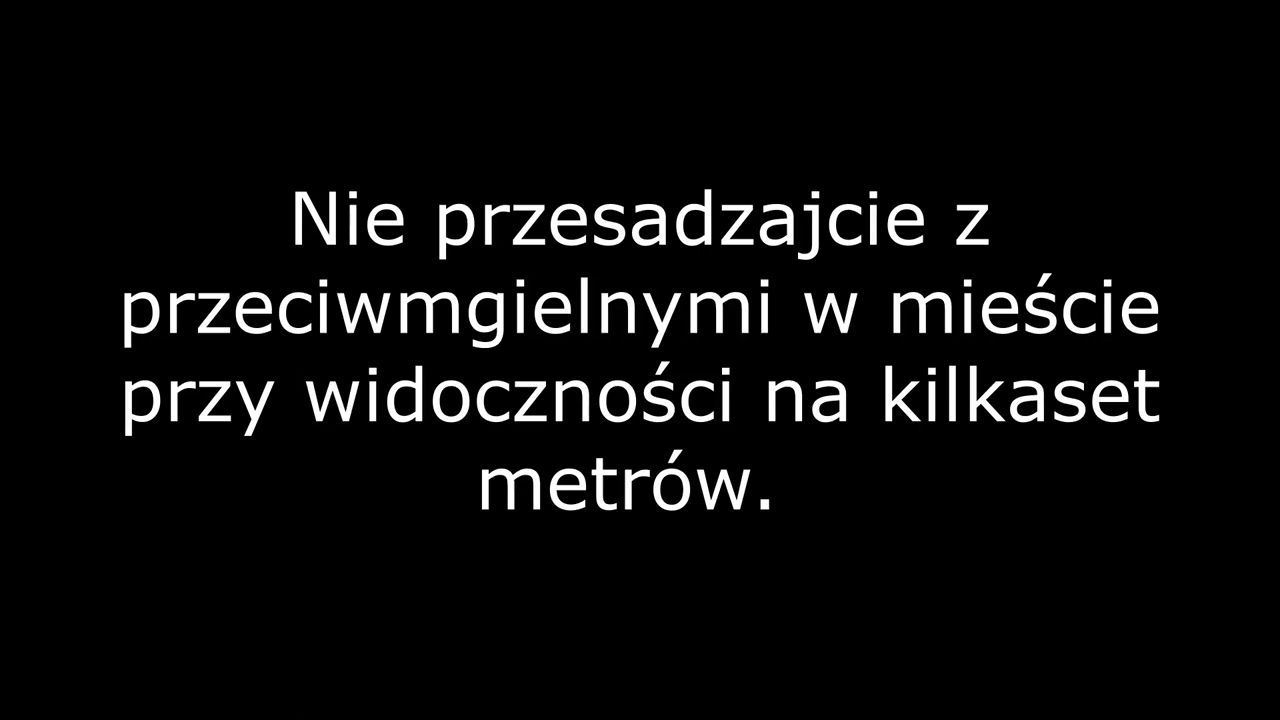 Nie przesadzajcie z
przeciwmgielnymi w mieście
przy widoczności na kilkaset
metrów.